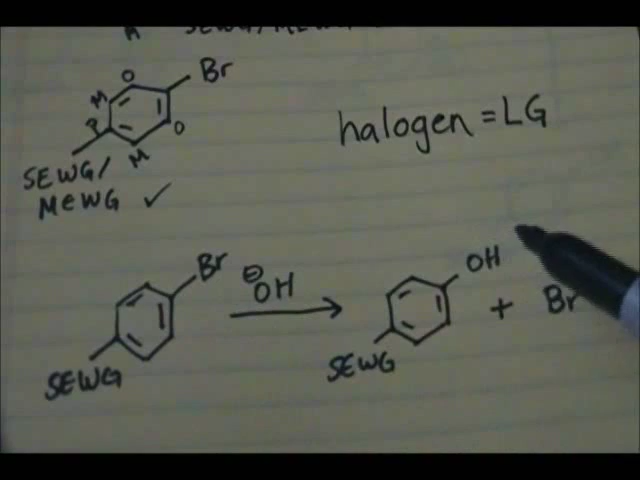 Br
O
M
P
O
M
SEWG/
MEWG ✓
halogen = LG
Br
SEWG
⊖OH
OH
SEWG
+ Br